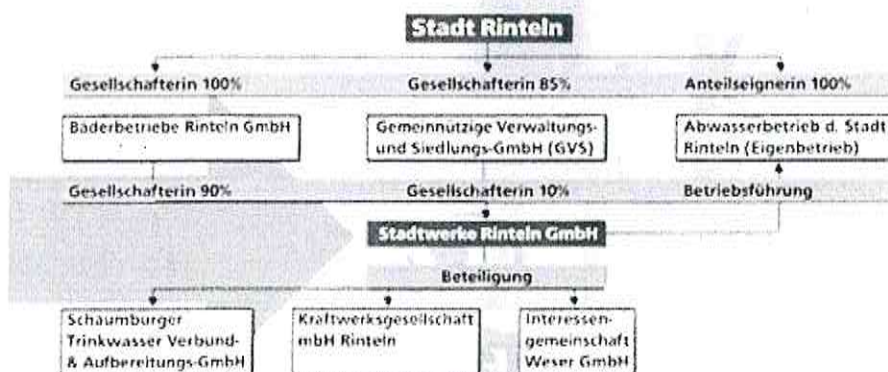 Stadt Rinteln
Gesellschafterin 100%
Gesellschafterin 85%
Anteilseignerin 100%
Bäderbetriebe Rinteln GmbH
Gemeinnützige Verwaltungs-
und Siedlungs-GmbH (GVS)
Abwasserbetrieb d. Stadt
Rinteln (Eigenbetrieb)
Gesellschafterin 90%
Gesellschafterin 10%
Betriebsführung
Stadtwerke Rinteln GmbH
Beteiligung
Schaumburger
Trinkwasser Verbund-
& Aufbereitungs-GmbH
Kraftwerksgesellschaft
mbH Rinteln
Interessen-
gemeinschaft
Weser GmbH